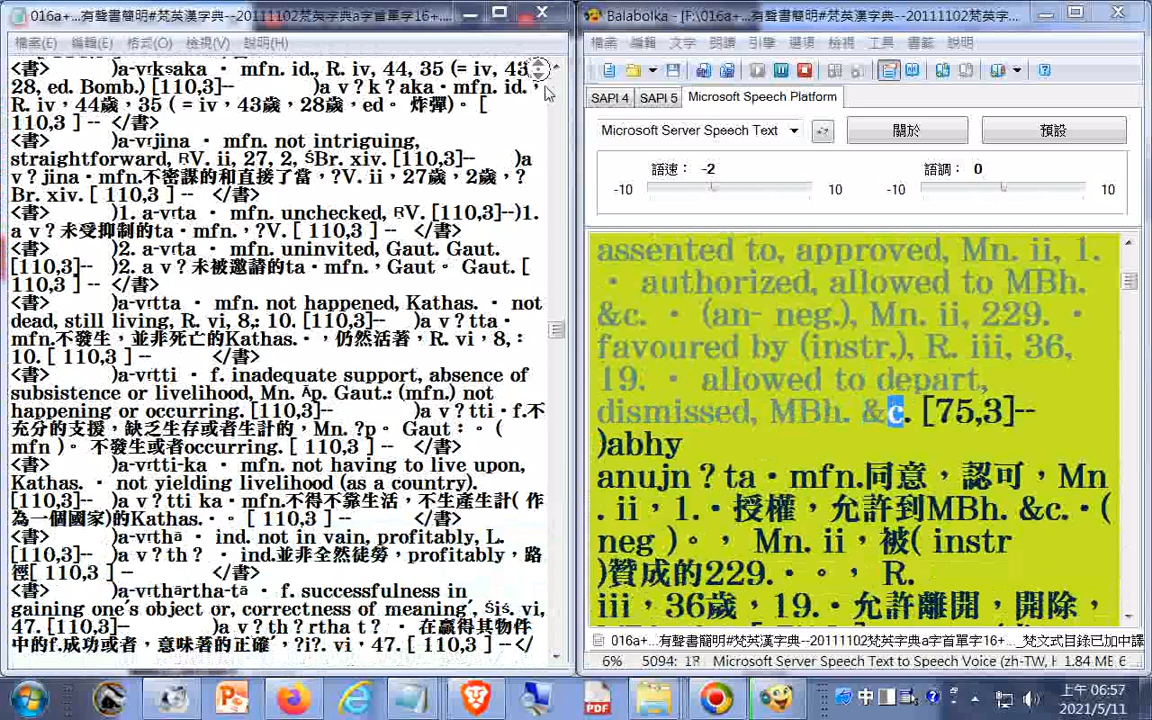 有聲書簡明#梵英漢字典--20111102梵英字典a字首單字16+...
檔案(E) 編輯(E) 格式(O) 檢視(V) 說明(H)
<書> )a-vṛkṣaka ‧ mfn. id., R. iv, 44, 35 (= iv, 43
28, ed. Bomb.) [110,3]-- )a v?k?aka‧mfn. id.,
R. iv, 44歲，35 ( = iv, 43歲，28歲，ed。 炸彈)。[
110,3 ] -- </書>
<書> )a-vṛjina ‧ mfn. not intriguing,
straightforward, ṚV. ii, 27, 2, ŚBr. xiv. [110,3]-- )a
v?jina‧mfn.不密謀的和直接了當，?V. ii，27歲，2歲，?
Br. xiv. [ 110,3 ] -- </書>
<書> )1. a-vṛta ‧ mfn. unchecked, ṚV. [110,3]--)1.
a v?未受抑制的ta‧mfn.，?V. [ 110,3 ] -- </書>
<書> )2. a-vṛta ‧ mfn. uninvited, Gaut. Gaut.
[110,3]-- )2. a v?未被邀請的ta‧mfn.，Gaut。 Gaut. [
110,3 ] -- </書>
<書> )a-vṛtta ‧ mfn. not happened, Kathas. ‧ not
dead, still living, R. vi, 8,: 10. [110,3]-- )a v?tta‧
mfn.不發生，並非死亡的Kathas.‧，仍然活著，R. vi，8,：
10. [ 110,3 ] -- </書>
<書> )a-vṛtti ‧ f. inadequate support, absence of
subsistence or livelihood, Mn. Āp. Gaut.: (mfn.) not
happening or occurring. [110,3]-- )a v?tti‧f.不
充分的支援，缺乏生存或者生計的，Mn. ?p。 Gaut：。(
mfn )。 不發生或者occurring. [ 110,3 ] -- </書>
<書> )a-vṛtti-ka ‧ mfn. not having to live upon,
Kathas. ‧ not yielding livelihood (as a country).
[110,3]-- )a v?tti ka‧mfn.不得不靠生活，不生產生計( 作
為一個國家)的Kathas.‧。[ 110,3 ] -- </書>
<書> )a-vṛthā ‧ ind. not in vain, profitably, L.
[110,3]-- )a v?th? ‧ ind.並非全然徒勞，profitably，路
徑[ 110,3 ] -- </書>
<書> )a-vṛthārtha-tā ‧ f. successfulness in
gaining one's object or, correctness of meaning', Śiś. vi,
47. [110,3]-- )a v?th?rtha t? ‧ 在贏得其物件
中的f.成功或者，意味著的正確'，?i?. vi，47. [ 110,3 ] -- </
Balabolka - [F:\016a+...有聲書簡明#梵英漢字典--20111102梵英字...
檔案 編輯 文字 朗讀 引擎 選項 檢視 工具 書籤 說明
SAPI 4 SAPI 5 Microsoft Speech Platform
Microsoft Server Speech Text 關於 預設
語速： -2 語調： 0
-10 10 -10 10
assented to, approved, Mn. ii, 1.
‧ authorized, allowed to MBh.
&c. ‧ (an- neg.), Mn. ii, 229. ‧
favoured by (instr.), R. iii, 36,
19. ‧ allowed to depart,
dismissed, MBh. &c. [75,3]--
)abhy
anujn?ta‧mfn.同意，認可，Mn
. ii，1.‧授權，允許到MBh. &c.‧(
neg )。， Mn. ii，被( instr
)贊成的229.‧。， R.
iii，36歲，19.‧允許離開，開除，
016a+...有聲書簡明#梵英漢字典--20111102梵英字典a字首單字16+..._梵文式目錄已加中譯
6% 5094: 18 Microsoft Server Speech Text to Speech Voice (zh-TW, H 1.84 MB 6
中
上午 06:57
2021/5/11